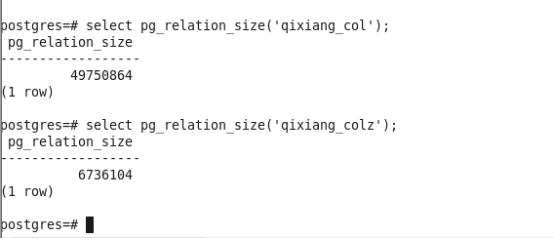 postgres=# select pg_relation_size('qixiang_col');
 pg_relation_size
------------------
         49750864
(1 row)

postgres=# select pg_relation_size('qixiang_colz');
 pg_relation_size
------------------
          6736104
(1 row)

postgres=#